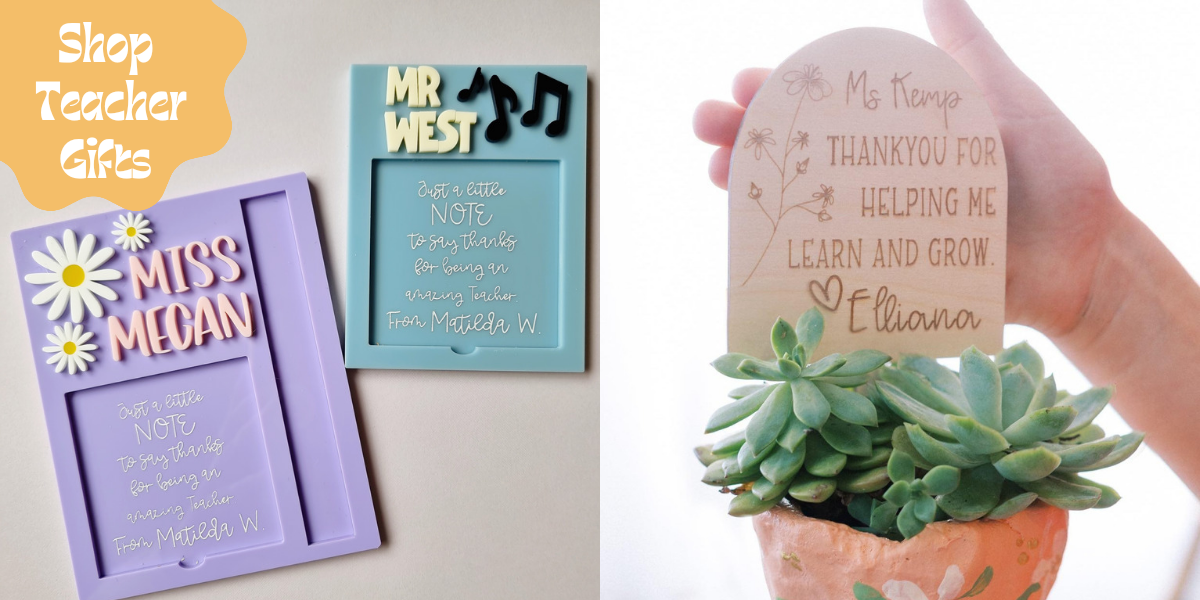 Shop
Teacher
Gifts
MISS
MEGAN
Just a little
NOTE
to say thanks
for being an
amazing Teacher
From Matilda W.
MR
WEST
Just a little
NOTE
to say thanks
for being an
amazing Teacher
From Matilda W.
Ms Kemp
THANKYOU FOR
HELPING ME
LEARN AND GROW.
Elliana